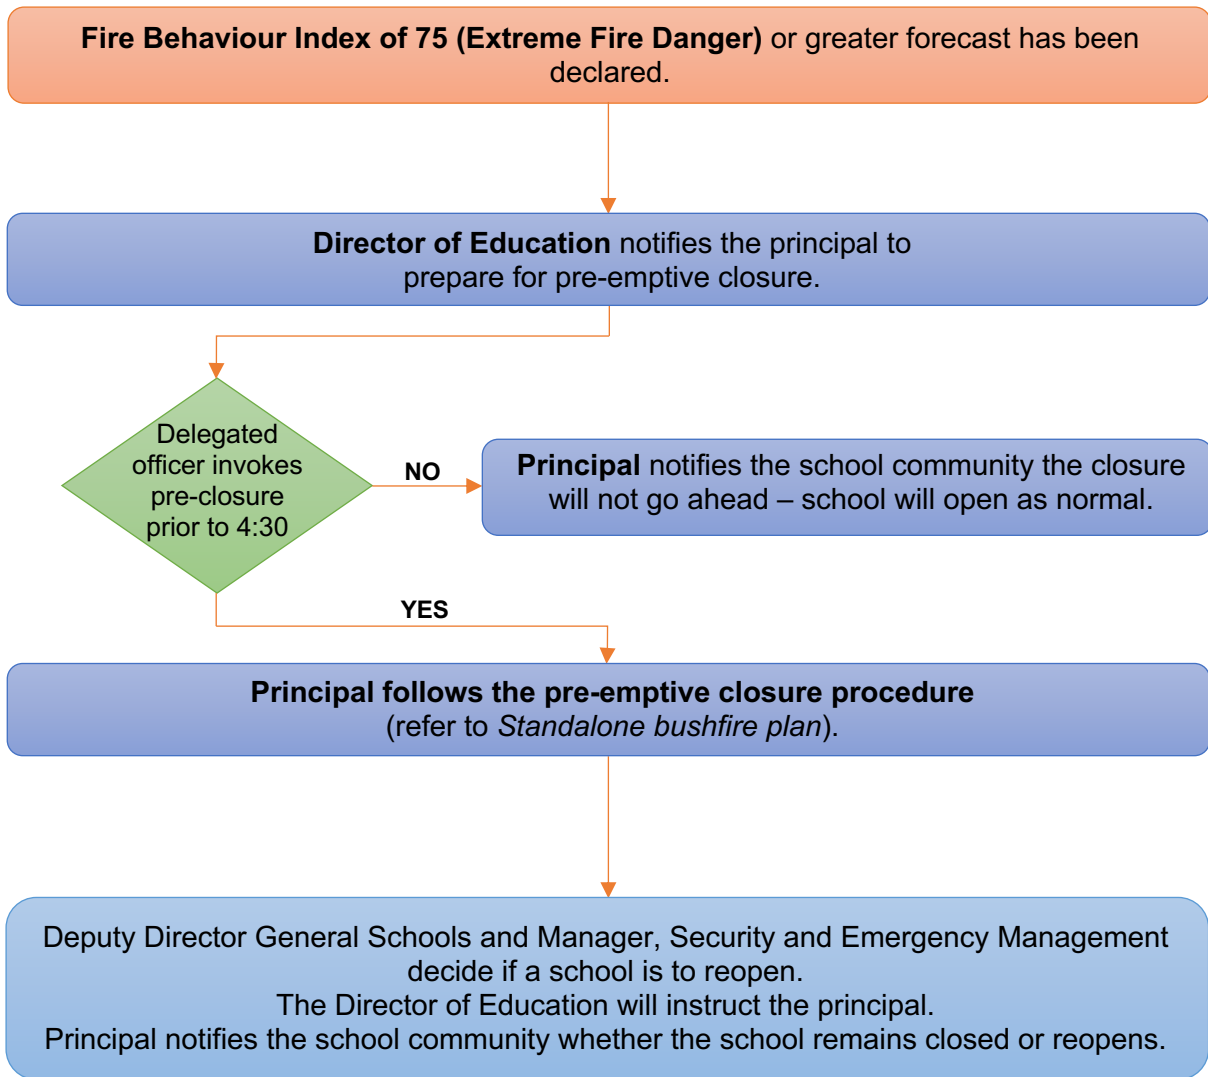 Fire Behaviour Index of 75 (Extreme Fire Danger) or greater forecast has been
declared.
Director of Education notifies the principal to
prepare for pre-emptive closure.
Delegated
officer invokes
pre-closure
prior to 4:30
NO
Principal notifies the school community the closure
will not go ahead – school will open as normal.
YES
Principal follows the pre-emptive closure procedure
(refer to Standalone bushfire plan).
Deputy Director General Schools and Manager, Security and Emergency Management
decide if a school is to reopen.
The Director of Education will instruct the principal.
Principal notifies the school community whether the school remains closed or reopens.